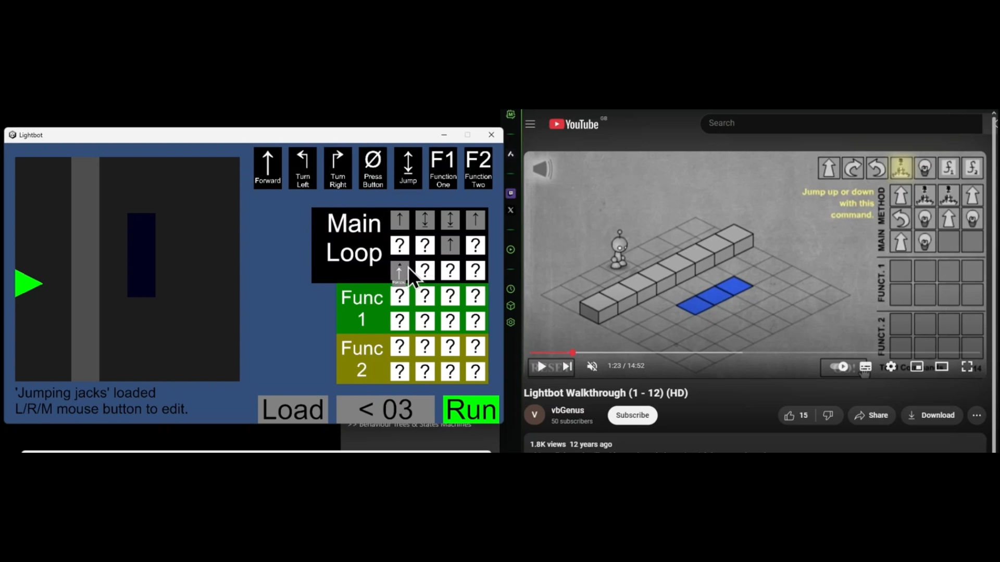 Lightbot
Forward
Turn Left
Turn Right
Ø
Press Button
Jump
F1
Function One
F2
Function Two
Main Loop
? ? ?
? ? ?
Func 1
? ? ? ?
? ? ? ?
Func 2
? ? ? ?
? ? ? ?
'Jumping jacks' loaded
L/R/M mouse button to edit.
Load
< 03
Run
>> Behaviour Trees & States Machines
YouTube GB
Search
Jump up or down
with this
command.
MAIN METHOD
FUNCT. 1
FUNCT. 2
1:23 / 14:52
Lightbot Walkthrough (1 - 12) (HD)
V
vbGenus
50 subscribers
Subscribe
15
Share
Download
1.8K views 12 years ago